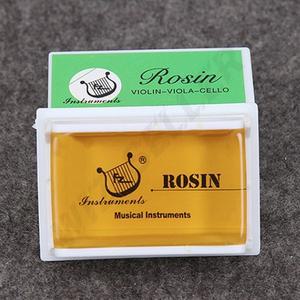 Rosin
VIOLIN-VIOLA-CELLO
Instruments
®
ROSIN
Instruments
Musical Instruments